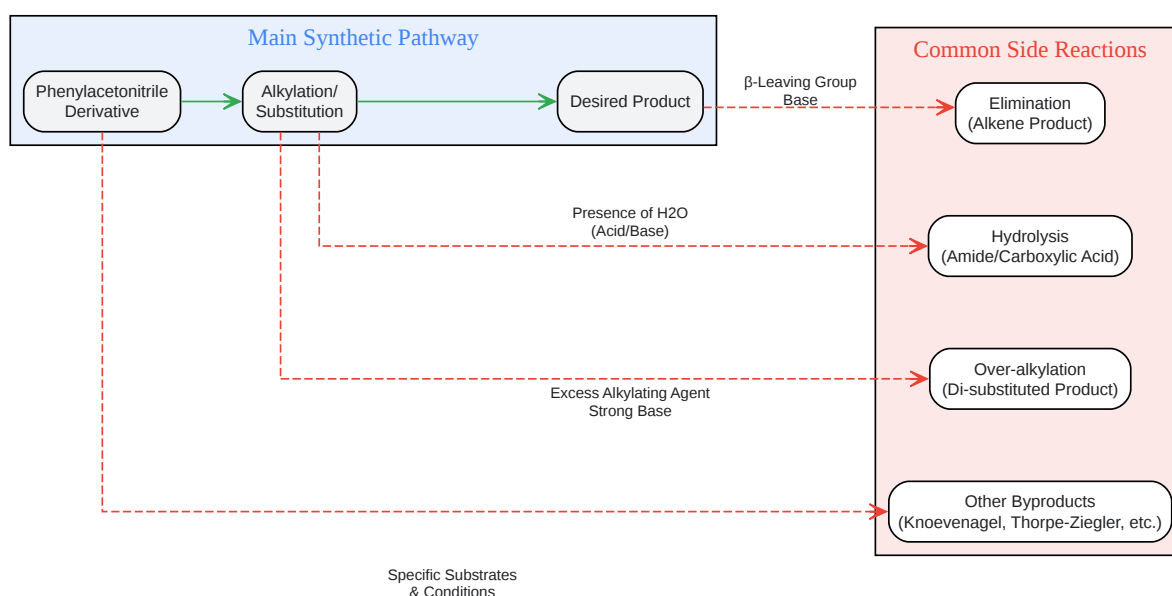 Main Synthetic Pathway
Phenylacetonitrile
Derivative
Alkylation/
Substitution
Desired Product
β-Leaving Group
Base
Common Side Reactions
Elimination
(Alkene Product)
Presence of H2O
(Acid/Base)
Hydrolysis
(Amide/Carboxylic Acid)
Excess Alkylating Agent
Strong Base
Over-alkylation
(Di-substituted Product)
Other Byproducts
(Knoevenagel, Thorpe-Ziegler, etc.)
Specific Substrates
& Conditions